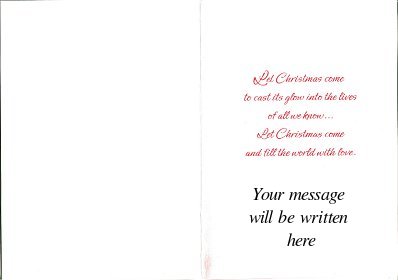 Let Christmas come
to cast its glow into the lives
of all we know...
Let Christmas come
and fill the world with love.
Your message
will be written
here